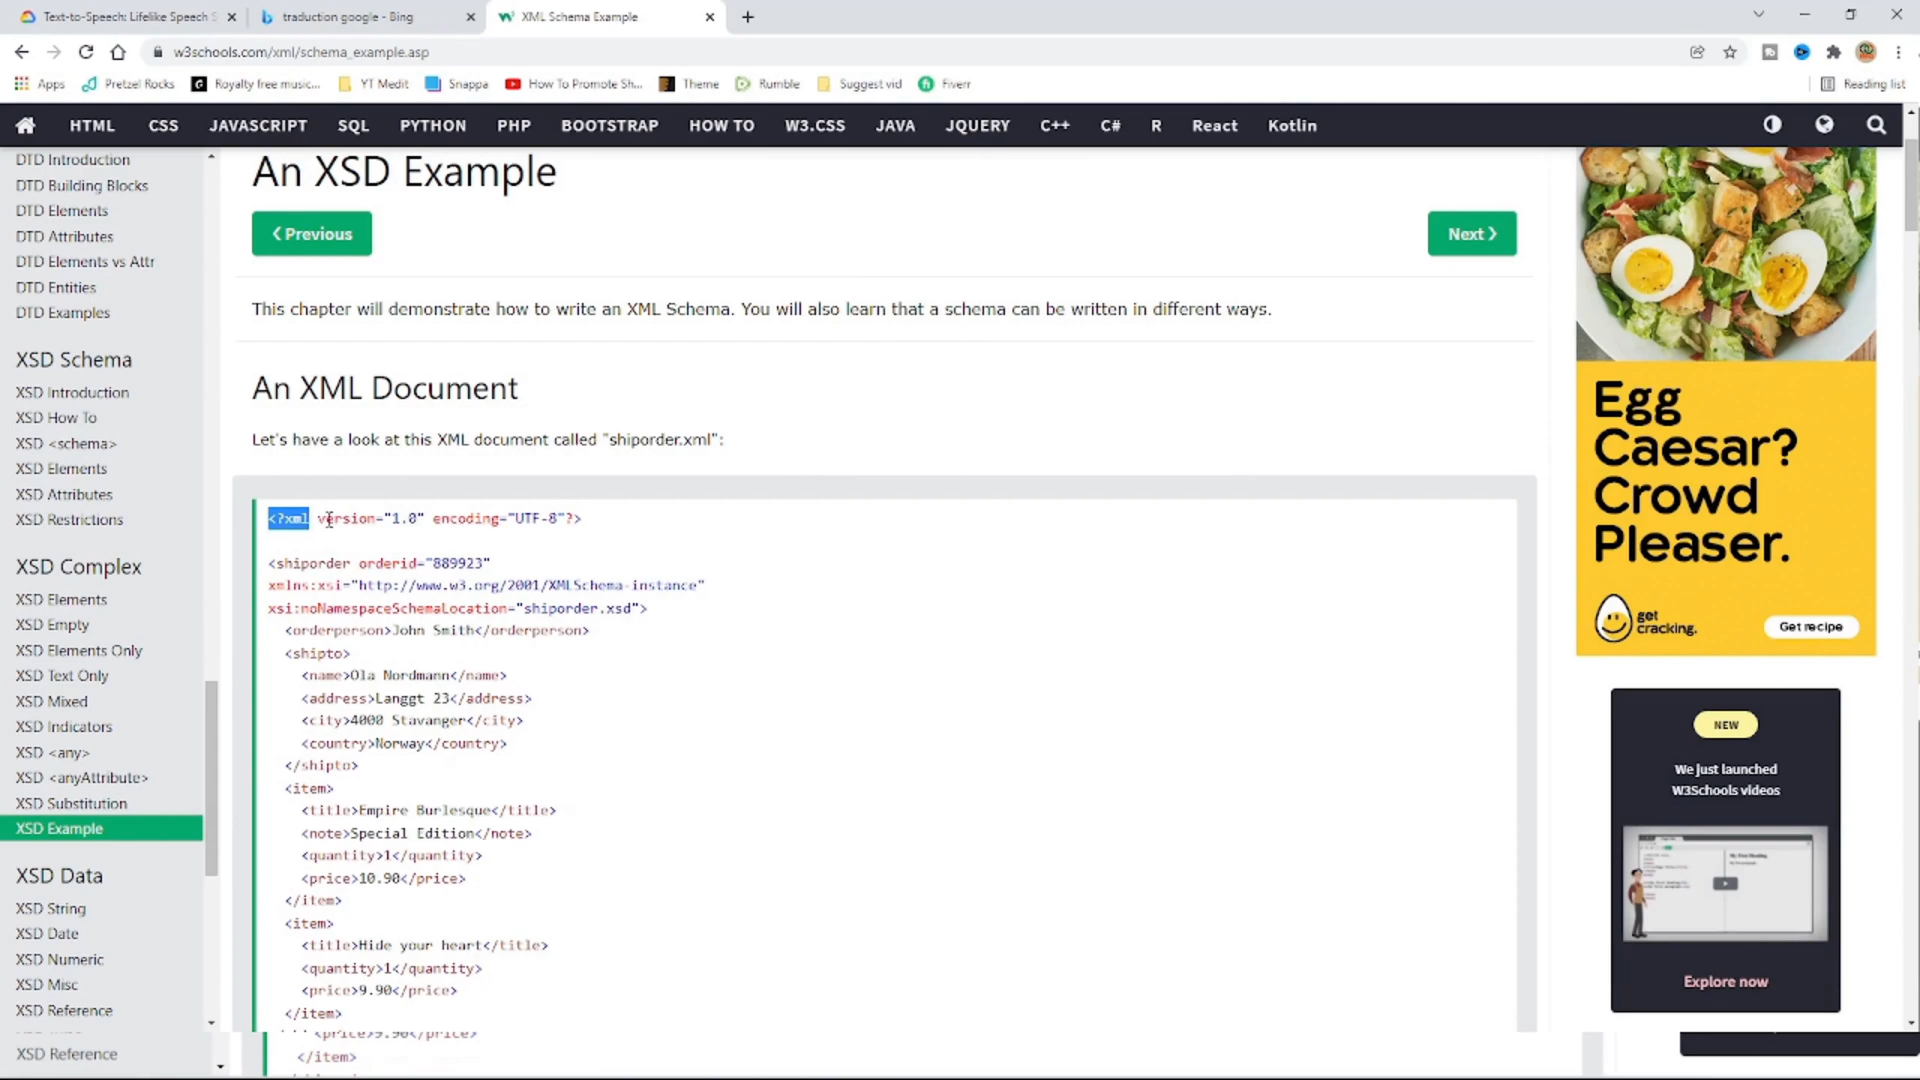 Text-to-Speech: Lifelike Speech S
traduction google - Bing
XML Schema Example
w3schools.com/xml/schema_example.asp
Apps
Pretzel Rocks
Royalty free music...
YT Medit
Snappa
How To Promote Sh...
Theme
Rumble
Suggest vid
Fiverr
Reading list
HTML CSS JAVASCRIPT SQL PYTHON PHP BOOTSTRAP HOW TO W3.CSS JAVA JQUERY C++ C# R React Kotlin
DTD Introduction
DTD Building Blocks
DTD Elements
DTD Attributes
DTD Elements vs Attr
DTD Entities
DTD Examples
XSD Schema
XSD Introduction
XSD How To
XSD <schema>
XSD Elements
XSD Attributes
XSD Restrictions
XSD Complex
XSD Elements
XSD Empty
XSD Elements Only
XSD Text Only
XSD Mixed
XSD Indicators
XSD <any>
XSD <anyAttribute>
XSD Substitution
XSD Example
XSD Data
XSD String
XSD Date
XSD Numeric
XSD Misc
XSD Reference
XSD Reference
An XSD Example
❮ Previous
Next ❯
This chapter will demonstrate how to write an XML Schema. You will also learn that a schema can be written in different ways.
An XML Document
Let's have a look at this XML document called "shiporder.xml":
<?xml version="1.0" encoding="UTF-8"?>
<shiporder orderid="889923"
xmlns:xsi="http://www.w3.org/2001/XMLSchema-instance"
xsi:noNamespaceSchemaLocation="shiporder.xsd">
<orderperson>John Smith</orderperson>
<shipto>
<name>Ola Nordmann</name>
<address>Langgt 23</address>
<city>4000 Stavanger</city>
<country>Norway</country>
</shipto>
<item>
<title>Empire Burlesque</title>
<note>Special Edition</note>
<quantity>1</quantity>
<price>10.90</price>
</item>
<item>
<title>Hide your heart</title>
<quantity>1</quantity>
<price>9.90</price>
</item>
<price>9.90</price>
</item>
Egg
Caesar?
Crowd
Pleaser.
get
cracking.
Get recipe
NEW
We just launched
W3Schools videos
Explore now